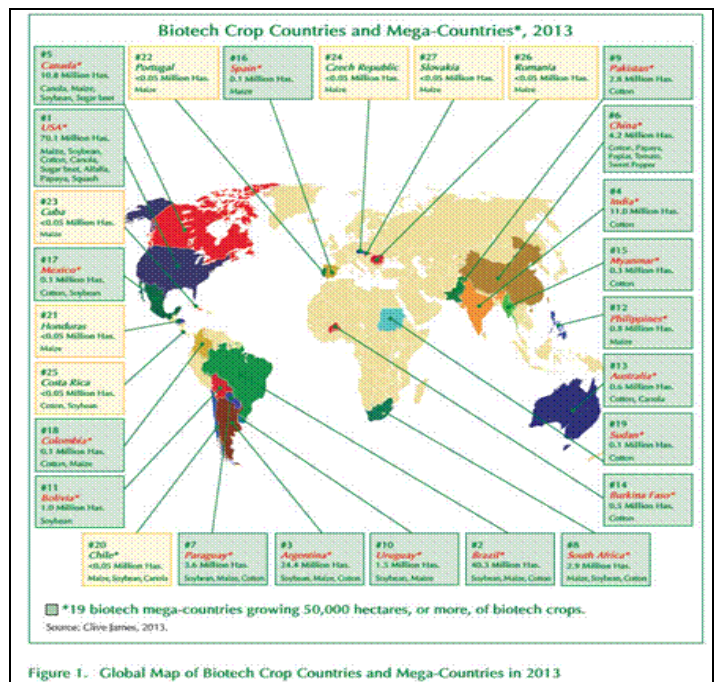 Biotech Crop Countries and Mega-Countries*, 2013
#5
Canada*
10.8 Million Has.
Canola, Maize,
Soybean, Sugar beet
#22
Portugal
<0.05 Million Has.
Maize
#16
Spain*
0.1 Million Has.
Maize
#24
Czech Republic
<0.05 Million Has.
Maize
#27
Slovakia
<0.05 Million Has.
Maize
#26
Romania
<0.05 Million Has.
Maize
#9
Pakistan*
2.8 Million Has.
Cotton
#1
USA*
70.1 Million Has.
Maize, Soybean,
Cotton, Canola,
Sugar beet, Alfalfa,
Papaya, Squash
#6
China*
4.2 Million Has.
Cotton, Papaya,
Poplar, Tomato,
Sweet Pepper
#23
Cuba
<0.05 Million Has.
Maize
#4
India*
11.0 Million Has.
Cotton
#17
Mexico*
0.1 Million Has.
Cotton, Soybean
#15
Myanmar*
0.3 Million Has.
Cotton
#21
Honduras
<0.05 Million Has.
Maize
#12
Philippines*
0.8 Million Has.
Maize
#25
Costa Rica
<0.05 Million Has.
Cotton, Soybean
#13
Australia*
0.6 Million Has.
Cotton, Canola
#18
Colombia*
0.1 Million Has.
Cotton, Maize
#19
Sudan*
0.1 Million Has.
Cotton
#11
Bolivia*
1.0 Million Has.
Soybean
#14
Burkina Faso*
0.5 Million Has.
Cotton
#20
Chile*
<0.05 Million Has.
Maize, Soybean, Canola
#7
Paraguay*
3.6 Million Has.
Soybean, Maize, Cotton
#3
Argentina*
24.4 Million Has.
Soybean, Maize, Cotton
#10
Uruguay*
1.5 Million Has.
Soybean, Maize
#2
Brazil*
40.3 Million Has.
Soybean, Maize, Cotton
#8
South Africa*
2.9 Million Has.
Maize, Soybean, Cotton
*19 biotech mega-countries growing 50,000 hectares, or more, of biotech crops.
Source: Clive James, 2013.
Figure 1. Global Map of Biotech Crop Countries and Mega-Countries in 2013